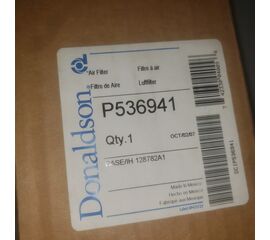 Donaldson
Air Filter Filtre à air
Filtro de Aire Luftfilter
P536941
Qty.1 OCT/02/07
CASE/IH 128782A1
Made in Mexico
Hecho en Mexico
Fabriqué aux Mexique